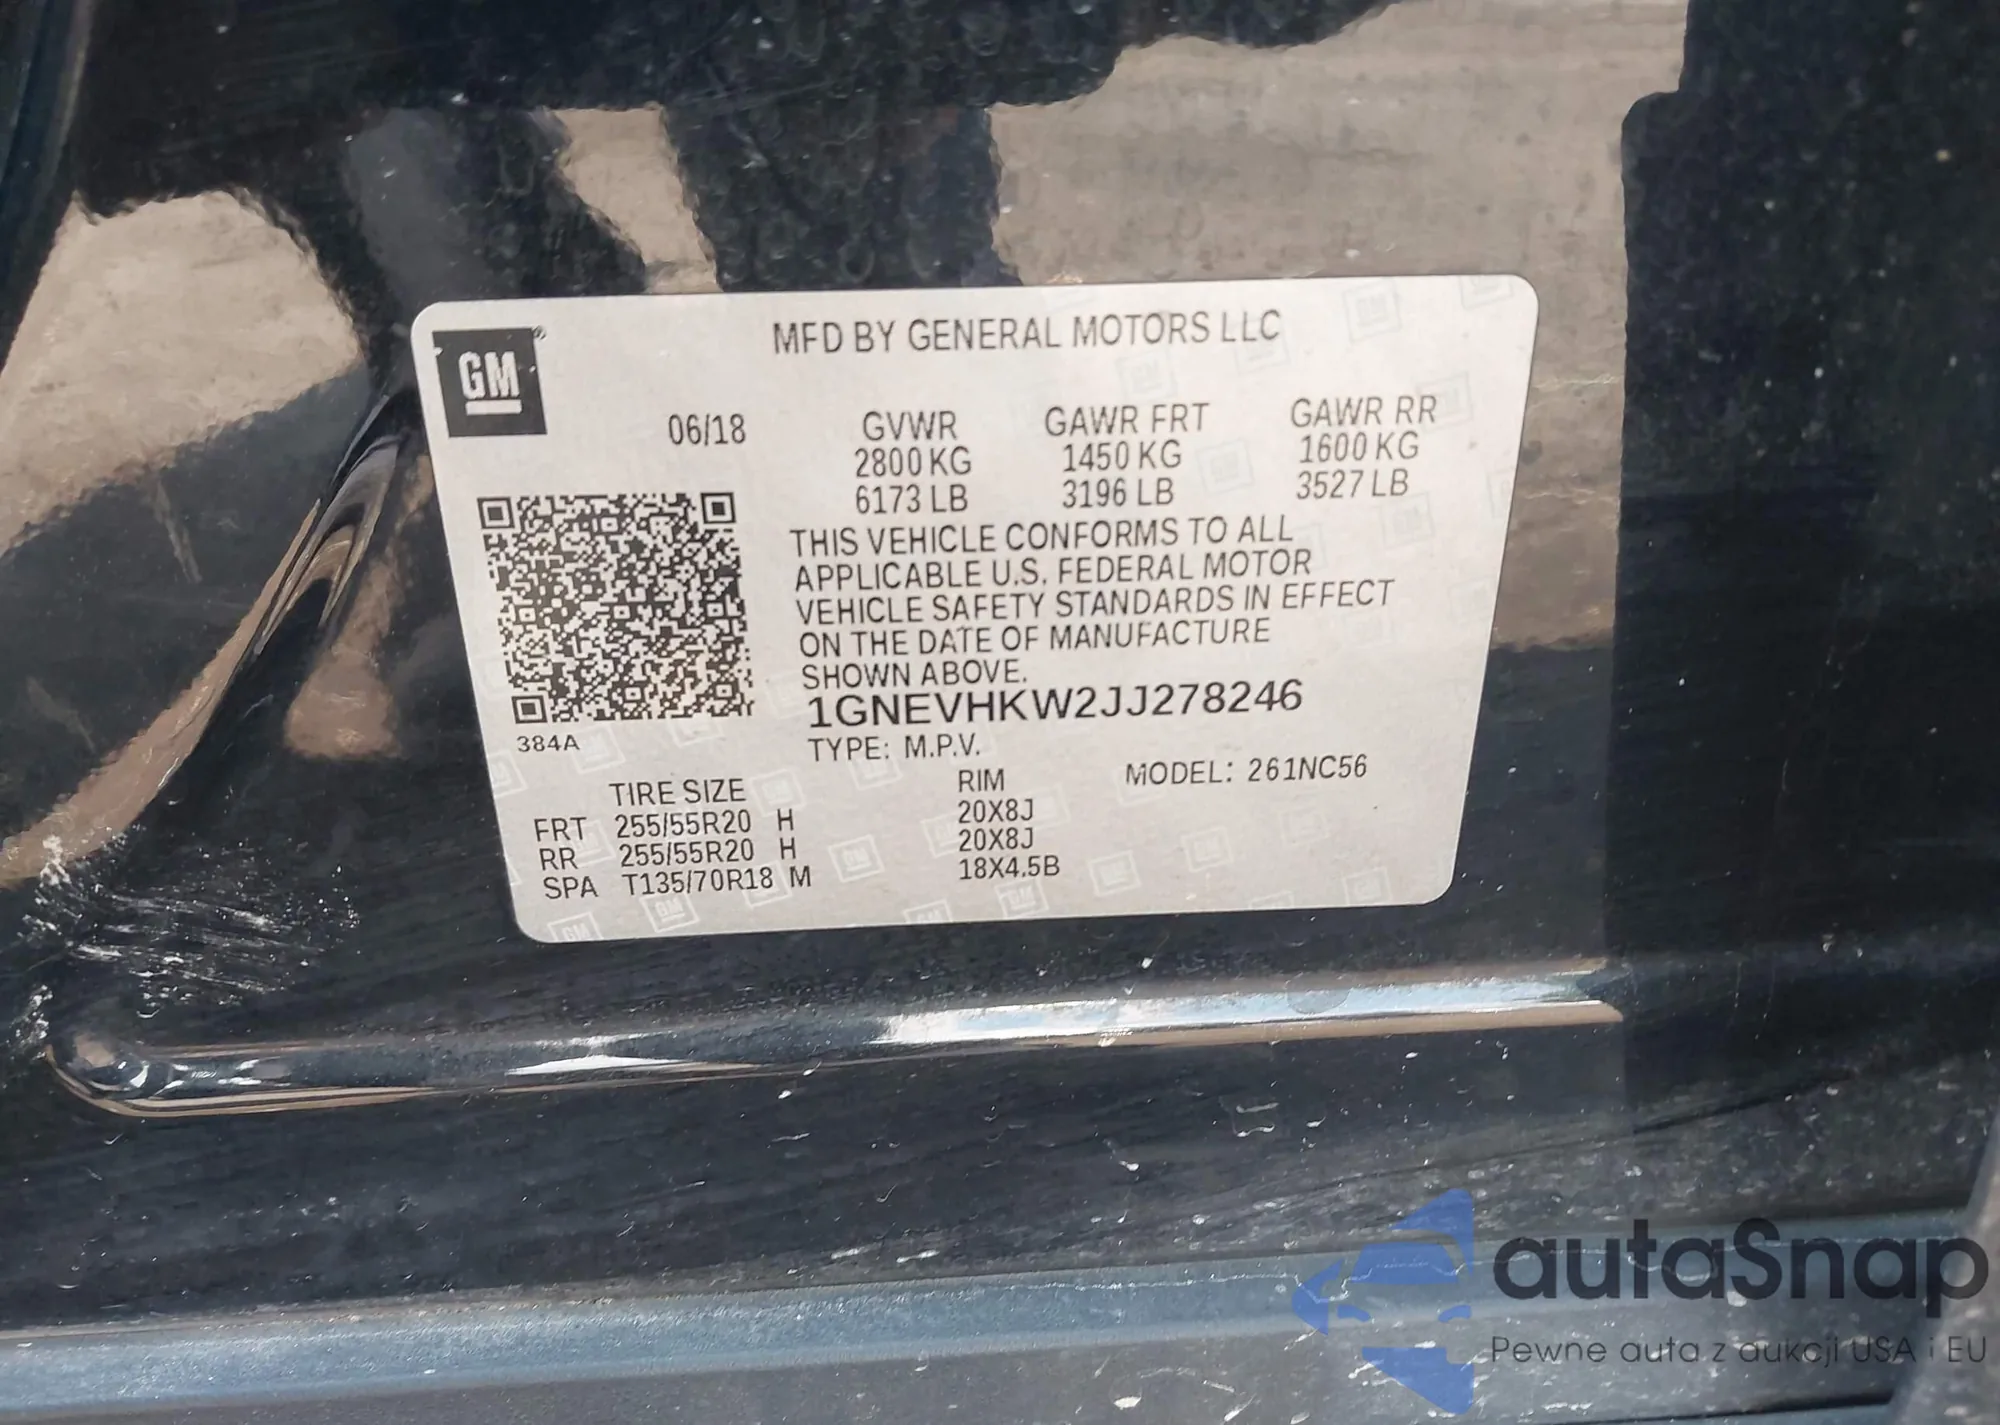 GM
MFD BY GENERAL MOTORS LLC
06/18 GVWR GAWR FRT GAWR RR
2800 KG 1450 KG 1600 KG
6173 LB 3196 LB 3527 LB
THIS VEHICLE CONFORMS TO ALL
APPLICABLE U.S. FEDERAL MOTOR
VEHICLE SAFETY STANDARDS IN EFFECT
ON THE DATE OF MANUFACTURE
SHOWN ABOVE.
1GNEVHKW2JJ278246
384A
TYPE: M.P.V.
MODEL: 261NC56
TIRE SIZE RIM
FRT 255/55R20 H 20X8J
RR 255/55R20 H 20X8J
SPA T135/70R18 M 18X4.5B
autaSnap
Pewne auta z aukcji USA i EU